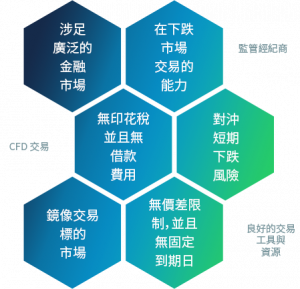 涉足
廣泛的
金融
市場
在下跌
市場
交易的
能力
監管經紀商
CFD 交易
無印花稅
並且無
借款
費用
對沖
短期
下跌
風險
鏡像交易
標的
市場
無價差限
制，並且
無固定
到期日
良好的交易
工具與
資源